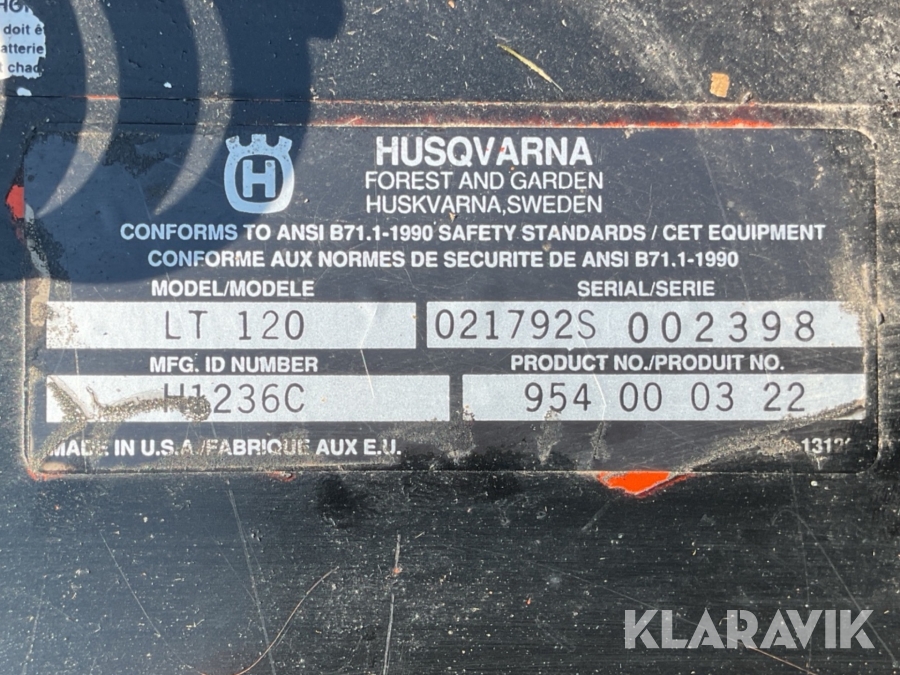 doit ê
atterie
t chac
HUSQVARNA
FOREST AND GARDEN
HUSKVARNA, SWEDEN
CONFORMS TO ANSI B71.1-1990 SAFETY STANDARDS / CET EQUIPMENT
CONFORME AUX NORMES DE SECURITE DE ANSI B71.1-1990
MODEL/MODELE SERIAL/SERIE
LT 120 021792S 002398
MFG. ID NUMBER PRODUCT NO./PRODUIT NO.
H1236C 954 00 03 22
MADE IN U.S.A./FABRIQUE AUX E.U.
KLARAVIK